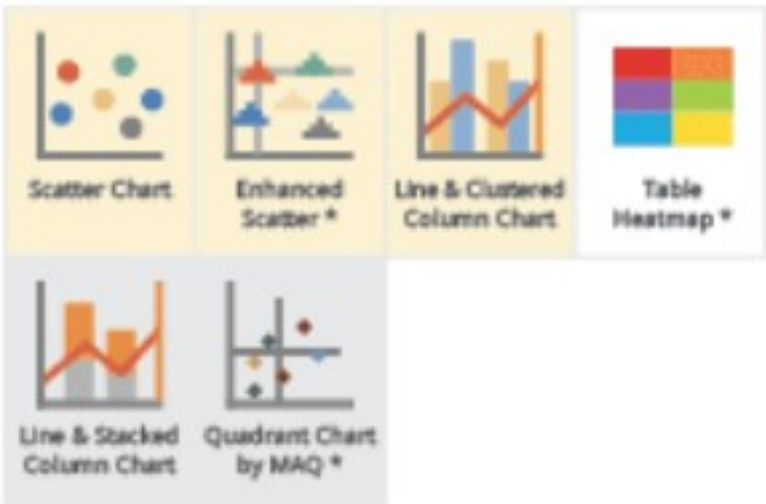 Scatter Chart
Enhanced
Scatter *
Line & Clustered
Column Chart
Table
Heatmap *
Line & Stacked
Column Chart
Quadrant Chart
by MAQ *